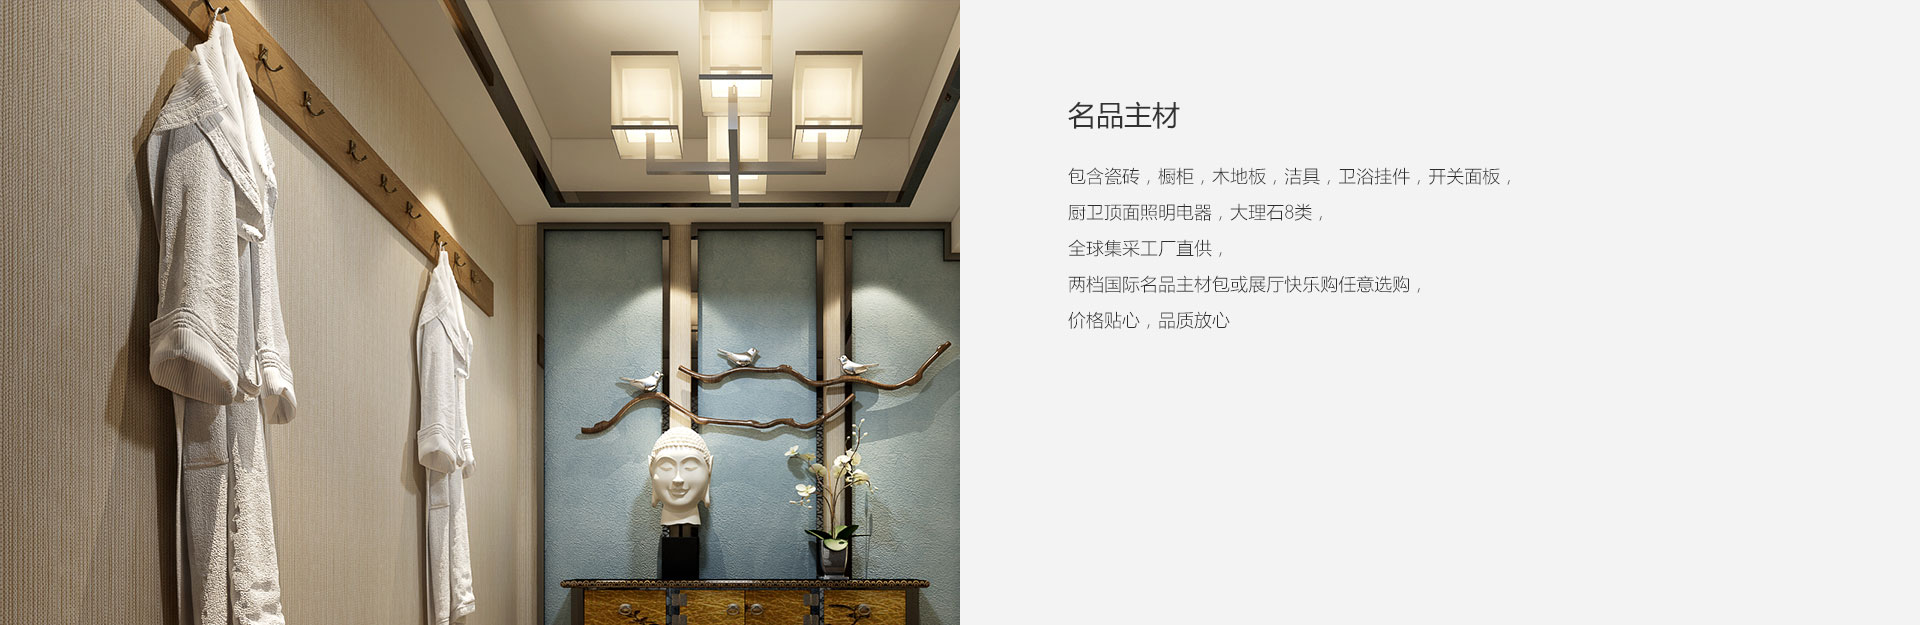 名品主材
包含瓷砖，橱柜，木地板，洁具，卫浴挂件，开关面板，
厨卫顶面照明电器，大理石8类，
全球集采工厂直供，
两档国际名品主材包或展厅快乐购任意选购，
价格贴心，品质放心